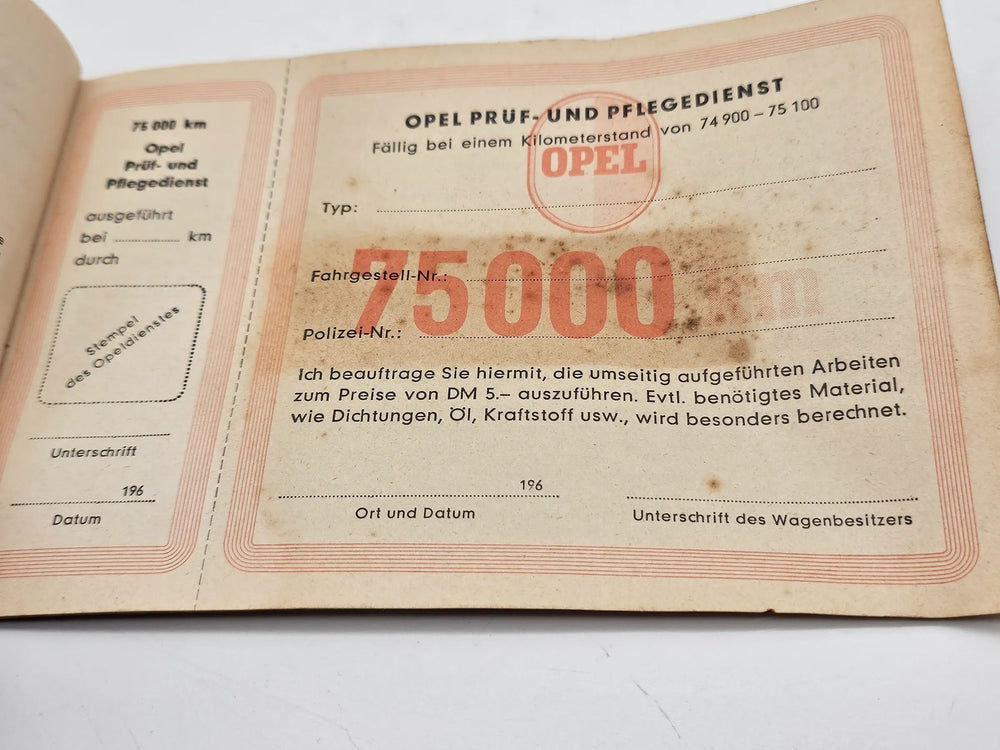 75 000 km
Opel
Prüf- und
Pflegedienst
ausgeführt
bei ............ km
durch
Stempel
des Opeldienstes
Unterschrift
196
Datum
OPEL PRÜF- UND PFLEGEDIENST
Fällig bei einem Kilometerstand von 74 900 – 75 100
OPEL
Typ:
75000 km
Fahrgestell-Nr.:
Polizei-Nr.:
Ich beauftrage Sie hiermit, die umseitig aufgeführten Arbeiten
zum Preise von DM 5.– auszuführen. Evtl. benötigtes Material,
wie Dichtungen, Öl, Kraftstoff usw., wird besonders berechnet.
196
Ort und Datum
Unterschrift des Wagenbesitzers